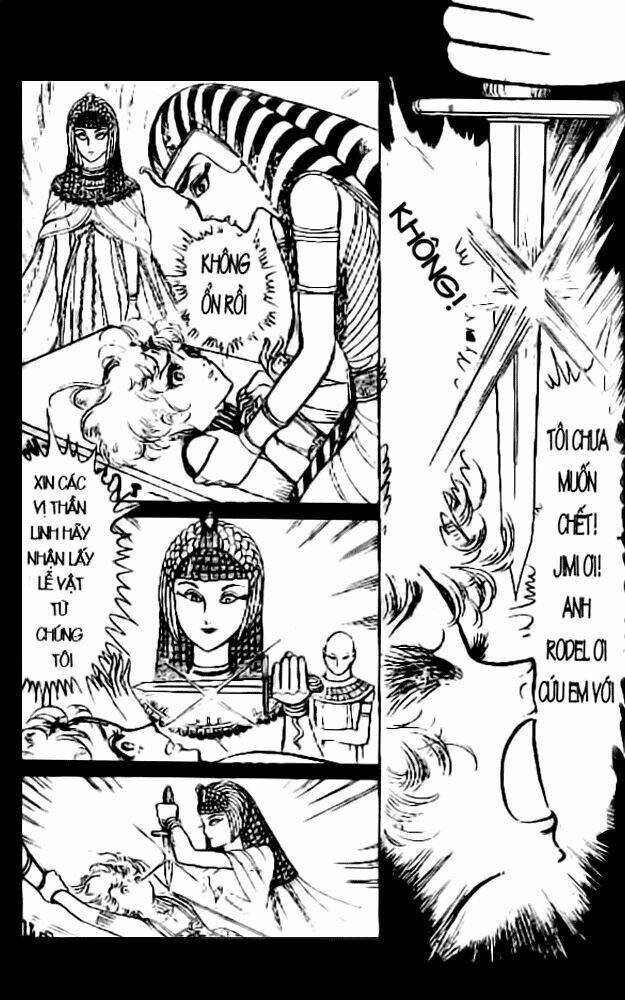 KHÔNG
ỔN RỒI
XIN CÁC
VỊ THẦN
LINH HÃY
NHẬN LẤY
LỄ VẬT
TỪ
CHÚNG
TÔI
KHÔNG!
TÔI CHƯA
MUỐN
CHẾT!
JIMI ƠI!
ANH
RODEL ƠI
CỨU EM VỚI